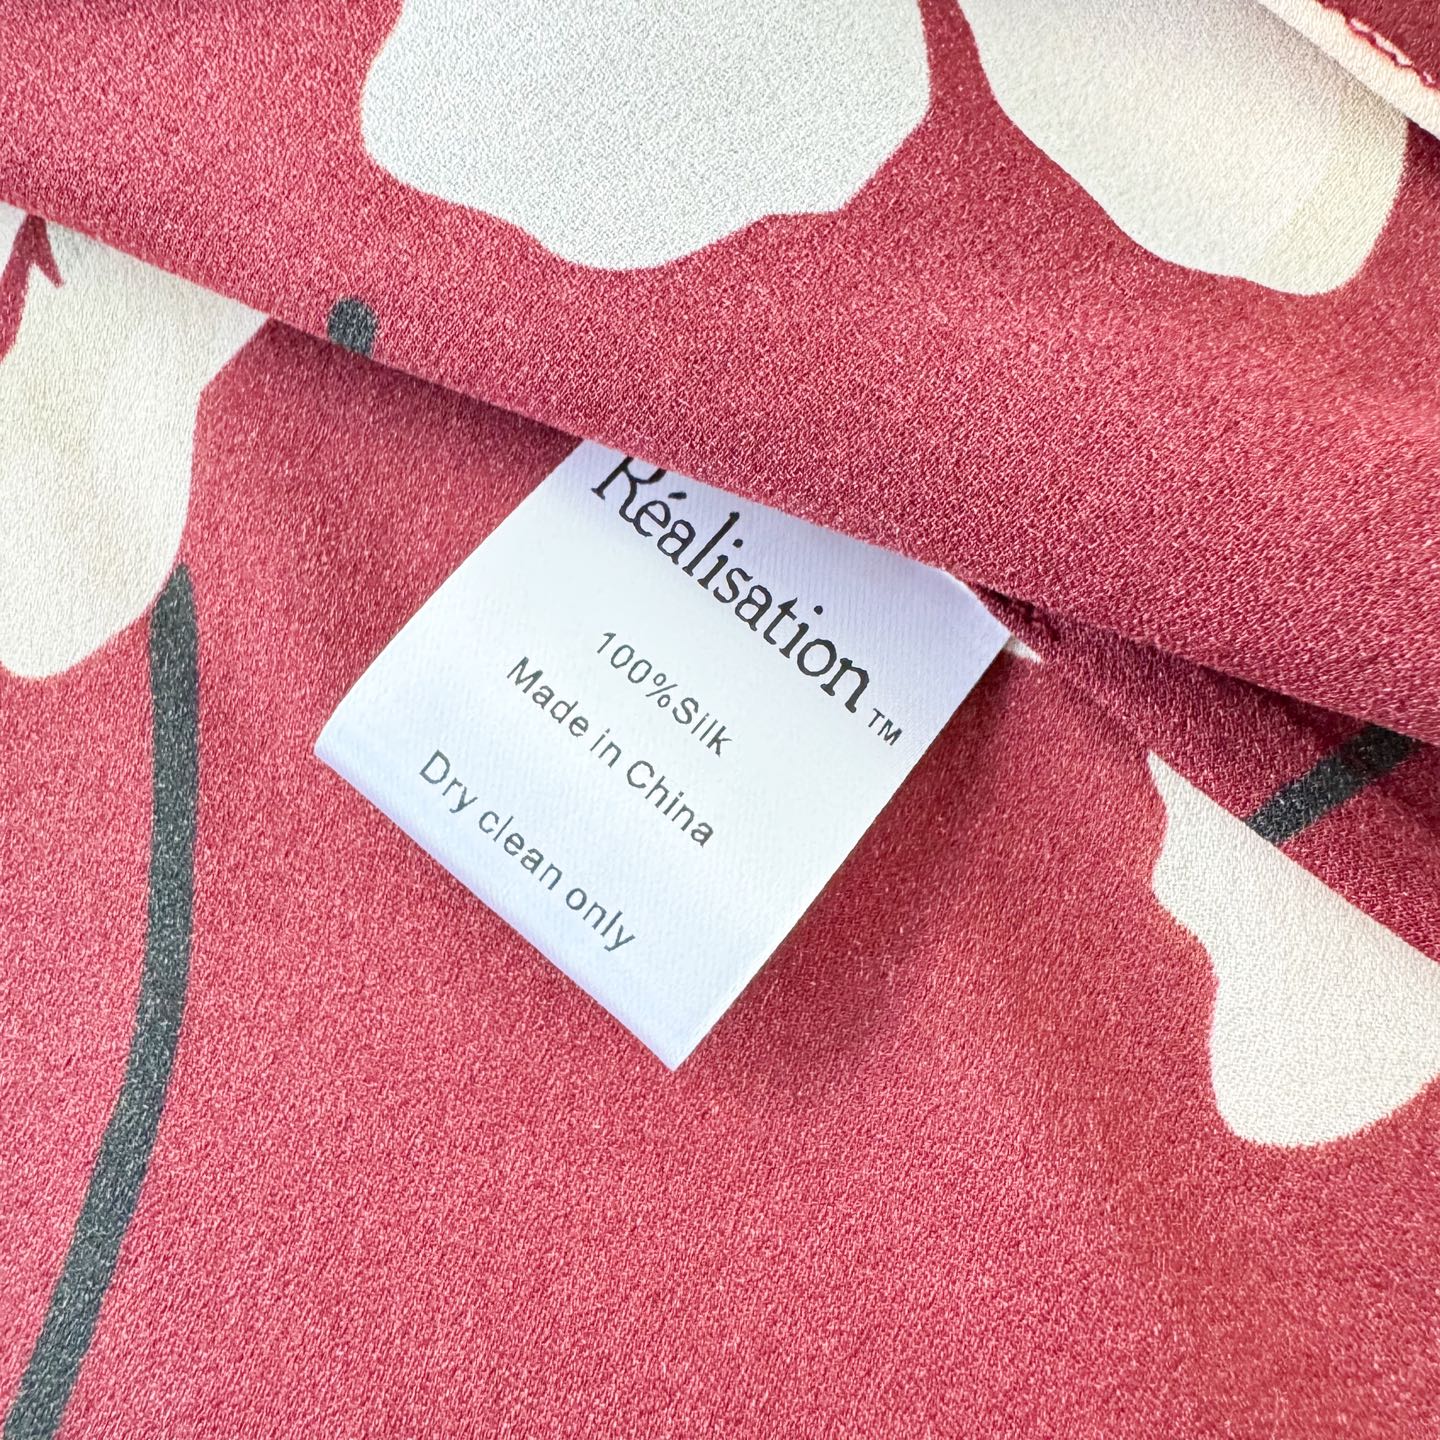 Réalisation™
100%Silk
Made in China
Dry clean only